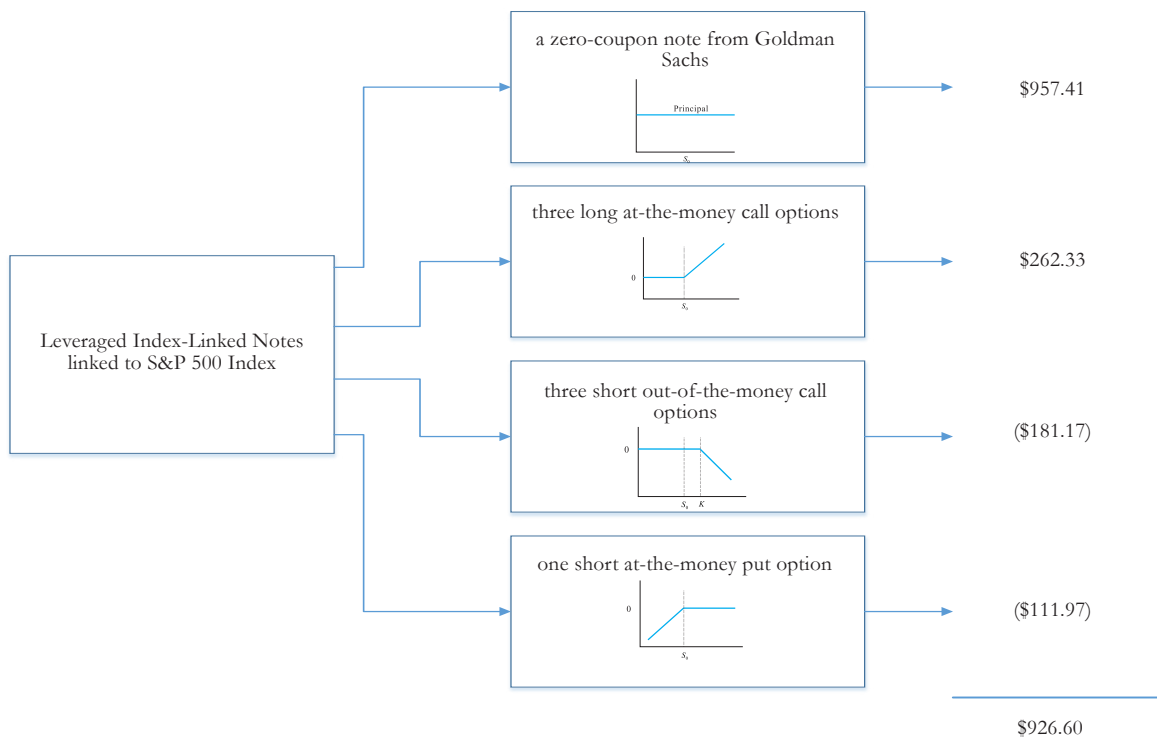 a zero-coupon note from Goldman
Sachs
Principal
S₀
$957.41
three long at-the-money call options
0
S₀
$262.33
Leveraged Index-Linked Notes
linked to S&P 500 Index
three short out-of-the-money call
options
0
S₀ K
($181.17)
one short at-the-money put option
0
S₀
($111.97)
$926.60